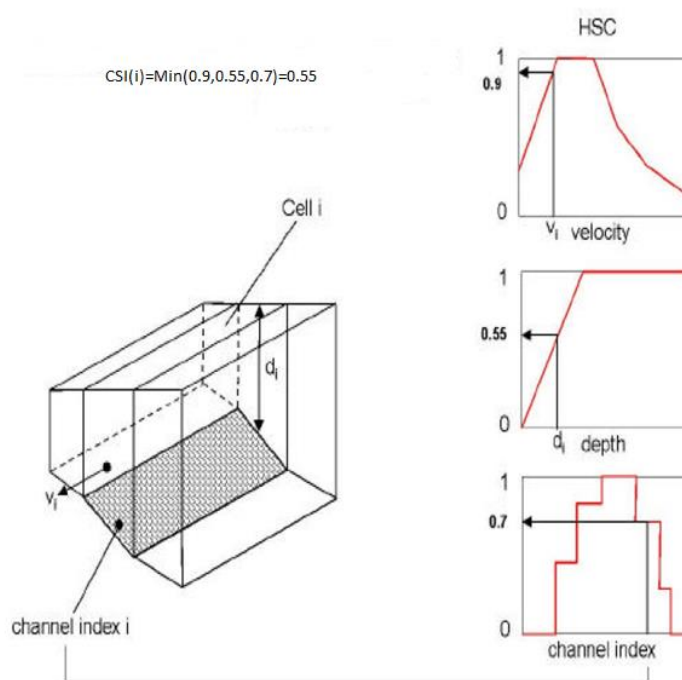 HSC
CSI(i)=Min(0.9,0.55,0.7)=0.55
1
0.9
0
vi velocity
Cell i
di
vi
channel index i
1
0.55
0
di depth
1
0.7
0
channel index